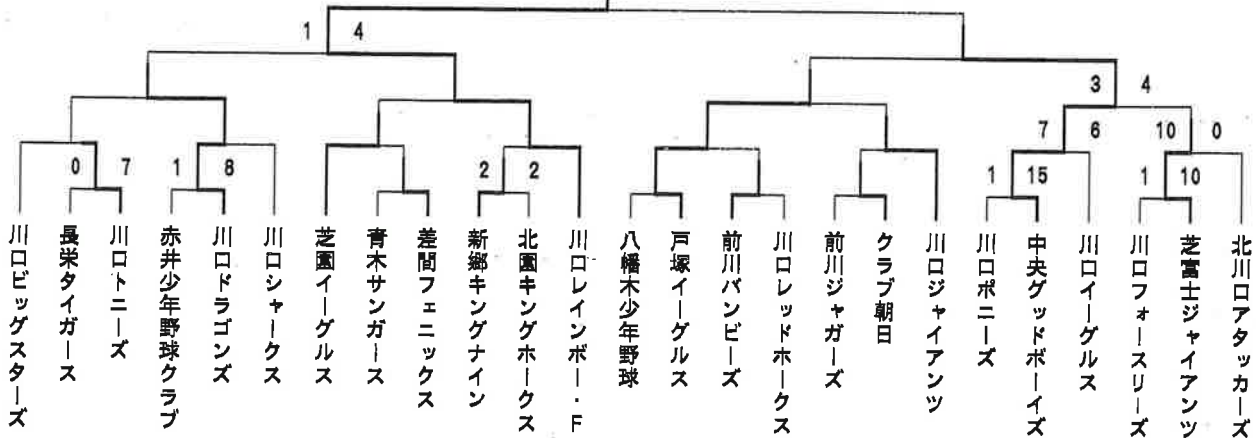 1 4
3 4
7 6 10 0
0 7 1 8 2 2 1 15 1 10
川口ビッグスターズ
長栄タイガース
川口トニーズ
赤井少年野球クラブ
川口ドラゴンズ
川口シャークス
芝園イーグルス
青木サンガース
差間フェニックス
新郷キングナイン
北園キングホークス
川口レインボー・F
八幡木少年野球
戸塚イーグルス
前川バンビーズ
川口レッドホークス
前川ジャガーズ
クラブ朝日
川口ジャイアンツ
川口ポニーズ
中央グッドボーイズ
川口イーグルス
川口フォースリーズ
芝富士ジャイアンツ
北川口アタッカーズ